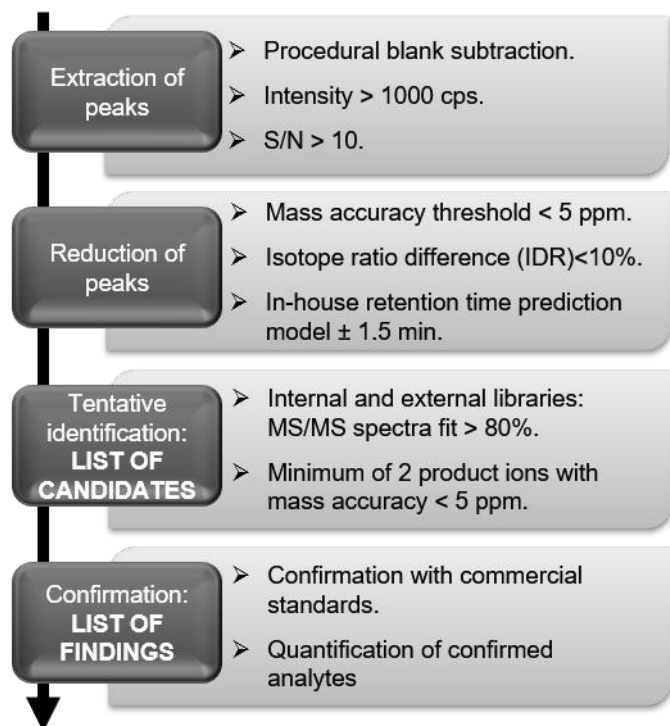 Extraction of
peaks
➢ Procedural blank subtraction.
➢ Intensity > 1000 cps.
➢ S/N > 10.
Reduction of
peaks
➢ Mass accuracy threshold < 5 ppm.
➢ Isotope ratio difference (IDR)<10%.
➢ In-house retention time prediction
model ± 1.5 min.
Tentative
identification:
LIST OF
CANDIDATES
➢ Internal and external libraries:
MS/MS spectra fit > 80%.
➢ Minimum of 2 product ions with
mass accuracy < 5 ppm.
Confirmation:
LIST OF
FINDINGS
➢ Confirmation with commercial
standards.
➢ Quantification of confirmed
analytes